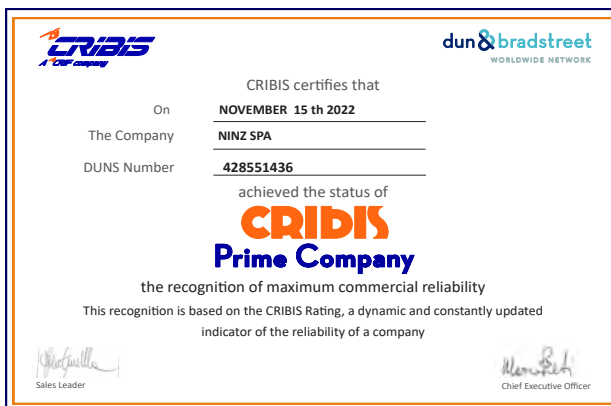 CRIBIS
A CRIF company
dun & bradstreet
WORLDWIDE NETWORK
CRIBIS certifies that
On NOVEMBER 15 th 2022
The Company NINZ SPA
DUNS Number 428551436
achieved the status of
CRIBIS
Prime Company
the recognition of maximum commercial reliability
This recognition is based on the CRIBIS Rating, a dynamic and constantly updated
indicator of the reliability of a company
Sales Leader
Chief Executive Officer